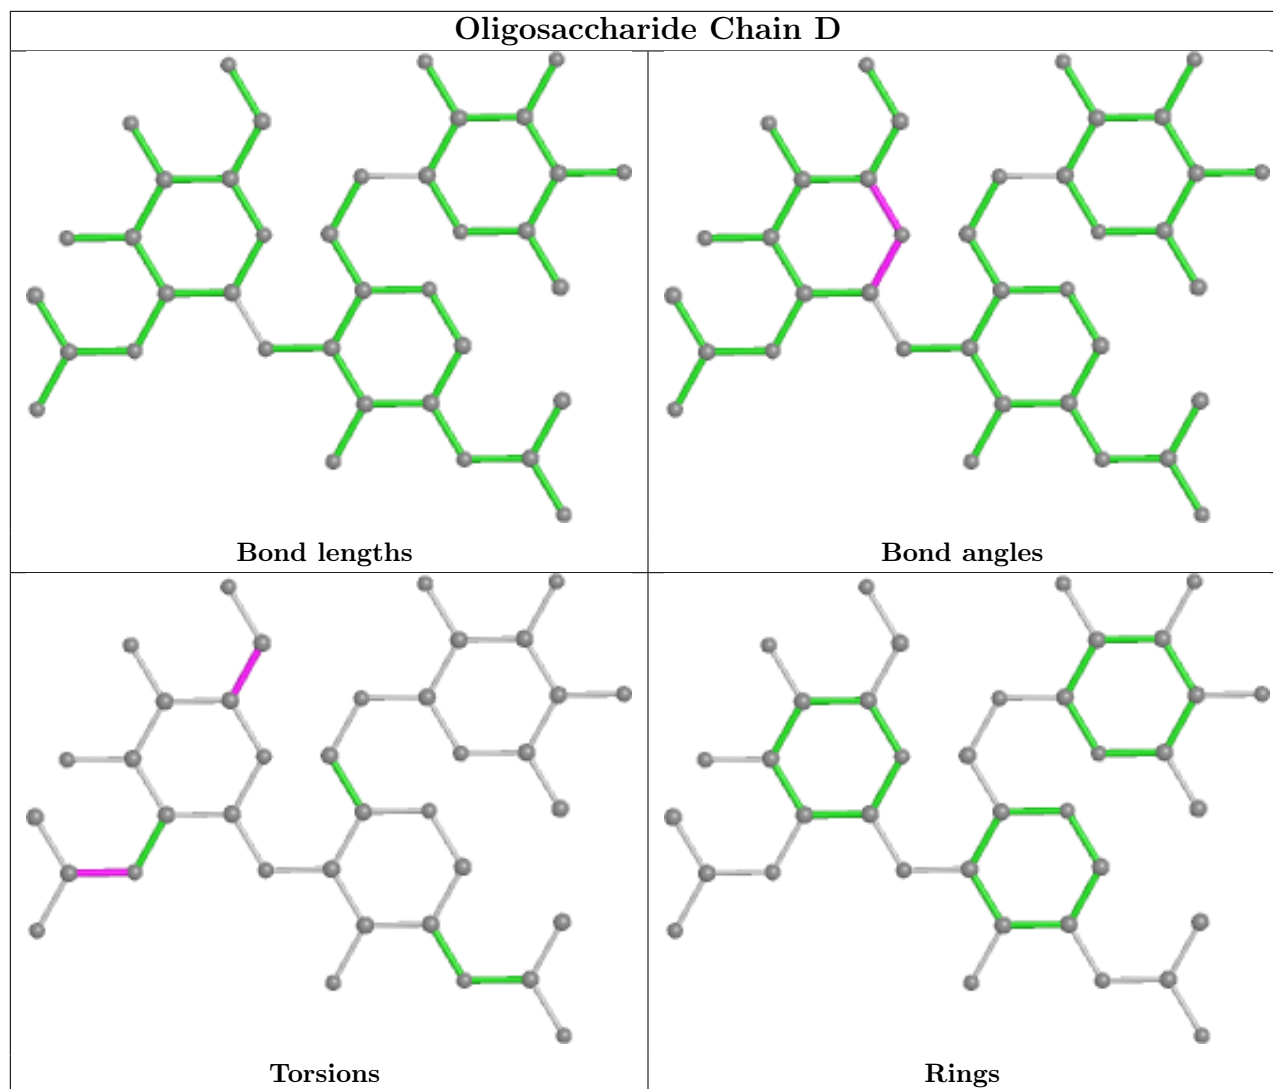 Oligosaccharide Chain D
Bond lengths
Bond angles
Torsions
Rings